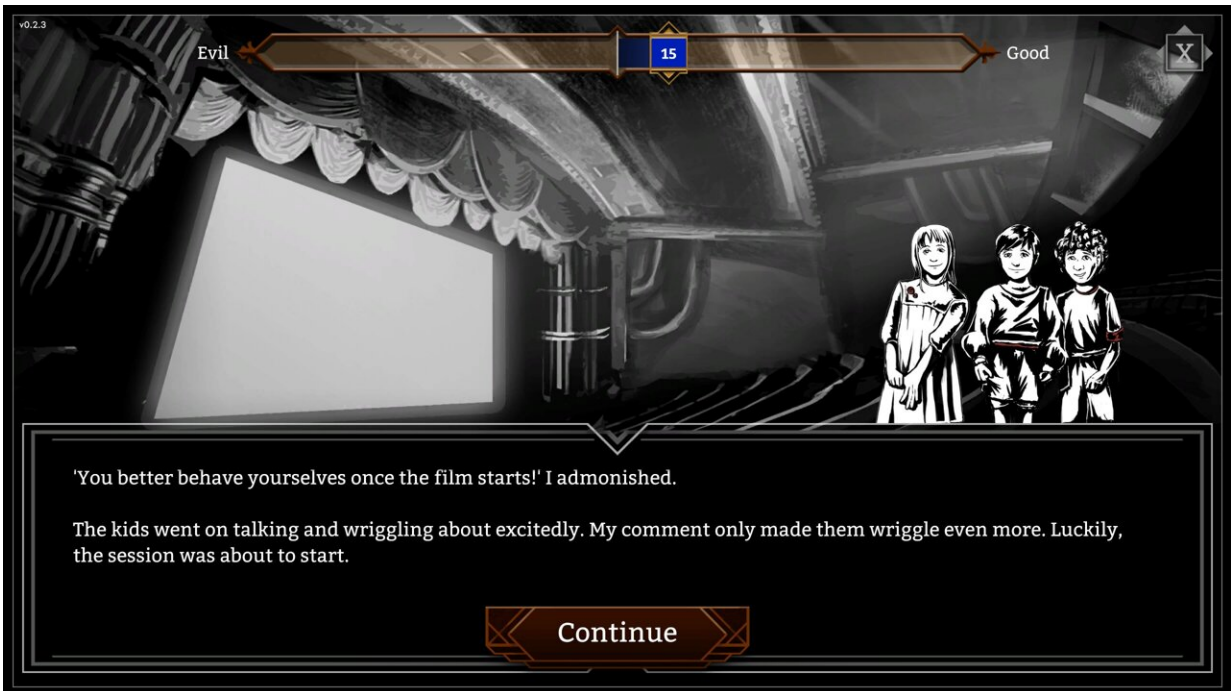 v0.2.3
Evil
15
Good
X
'You better behave yourselves once the film starts!' I admonished.
The kids went on talking and wriggling about excitedly. My comment only made them wriggle even more. Luckily,
the session was about to start.
Continue